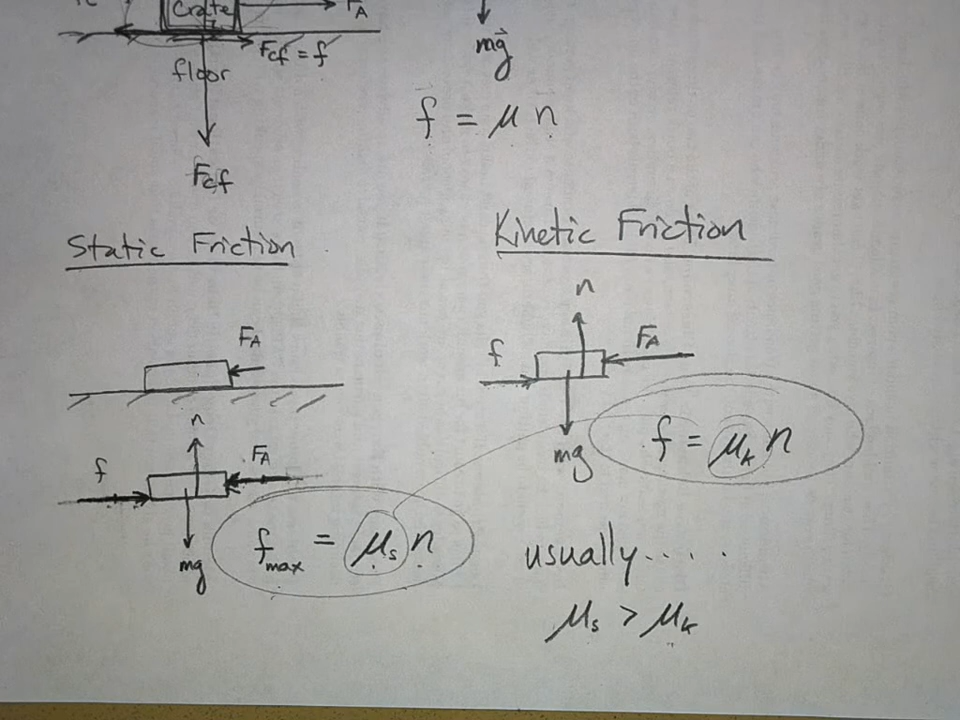 Crate
F_A
F_cf = f
floor
F_cf
mg⃗
f = μ n
Static Friction
F_A
n
f
F_A
mg
f_max = μ_s n
Kinetic Friction
n
f
F_A
mg
f = μ_k n
usually.....
μ_s > μ_k